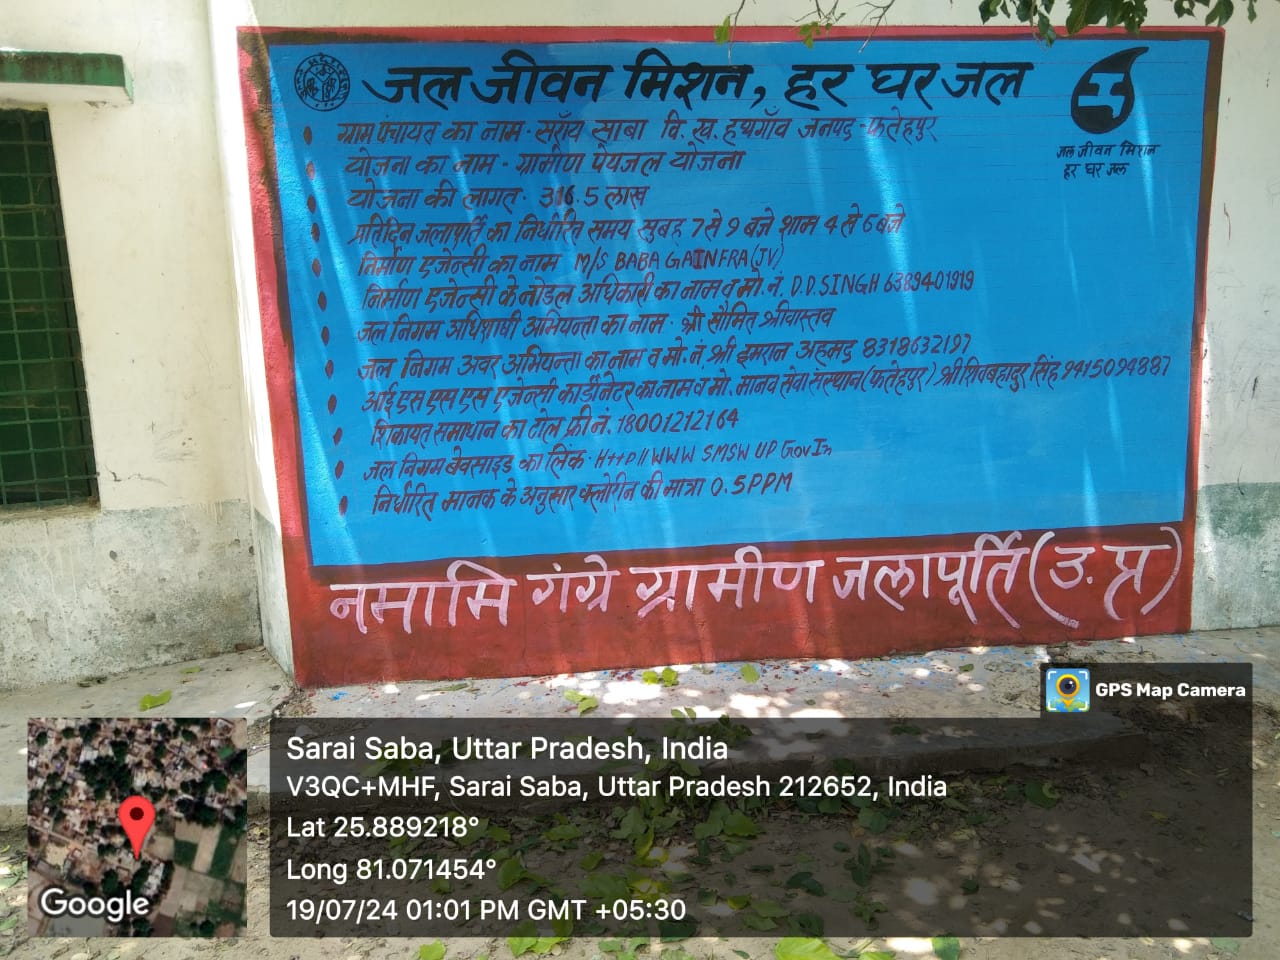 जल जीवन मिशन, हर घर जल
जल जीवन मिशन
हर घर जल
ग्राम पंचायत का नाम - सराँय साबा वि. ख. हथगाँव जनपद - फतेहपुर
योजना का नाम - ग्रामीण पेयजल योजना
योजना की लागत - 316.5 लाख
प्रतिदिन जलापूर्ति का निर्धारित समय सुबह 7 से 9 बजे शाम 4 से 6 बजे
निर्माण एजेन्सी का नाम M/S BABA GAINFRA (JV)
निर्माण एजेन्सी के नोडल अधिकारी का नाम व मो. नं. D.D.SINGH 6389401919
जल निगम अधिशाषी अभियन्ता का नाम - श्री सौमित श्रीवास्तव
जल निगम अवर अभियन्ता का नाम व मो. नं. श्री इमरान अहमद 8318632197
आई एस एस एस एजेन्सी कार्डीनेटर का नाम व मो. मानव सेवा संस्थान (फतेहपुर) श्री शिवबहादुर सिंह 9415094887
शिकायत समाधान का टोल फ्री नं. 18001212164
जल निगम बेवसाइड का लिंक - Http//WWW SMSW UP Gov In
निर्धारित मानक के अनुसार क्लोरीन की मात्रा 0.5PPM
नमामि गंग्रे ग्रामीण जलापूर्ति (उ. प्र)
GPS Map Camera
Sarai Saba, Uttar Pradesh, India
V3QC+MHF, Sarai Saba, Uttar Pradesh 212652, India
Lat 25.889218°
Long 81.071454°
19/07/24 01:01 PM GMT +05:30
Google